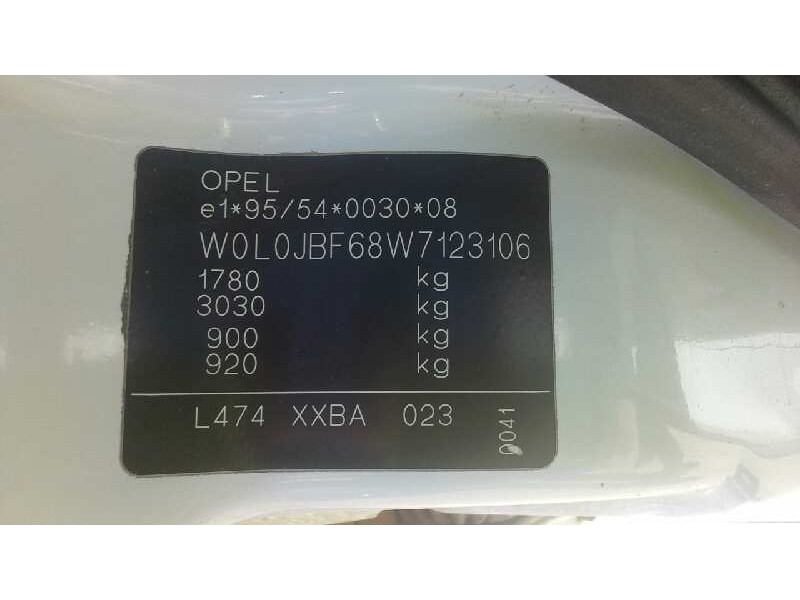 OPEL
e1*95/54*0030*08
W0L0JBF68W7123106
1780 kg
3030 kg
900 kg
920 kg
L474 XXBA 023
0041